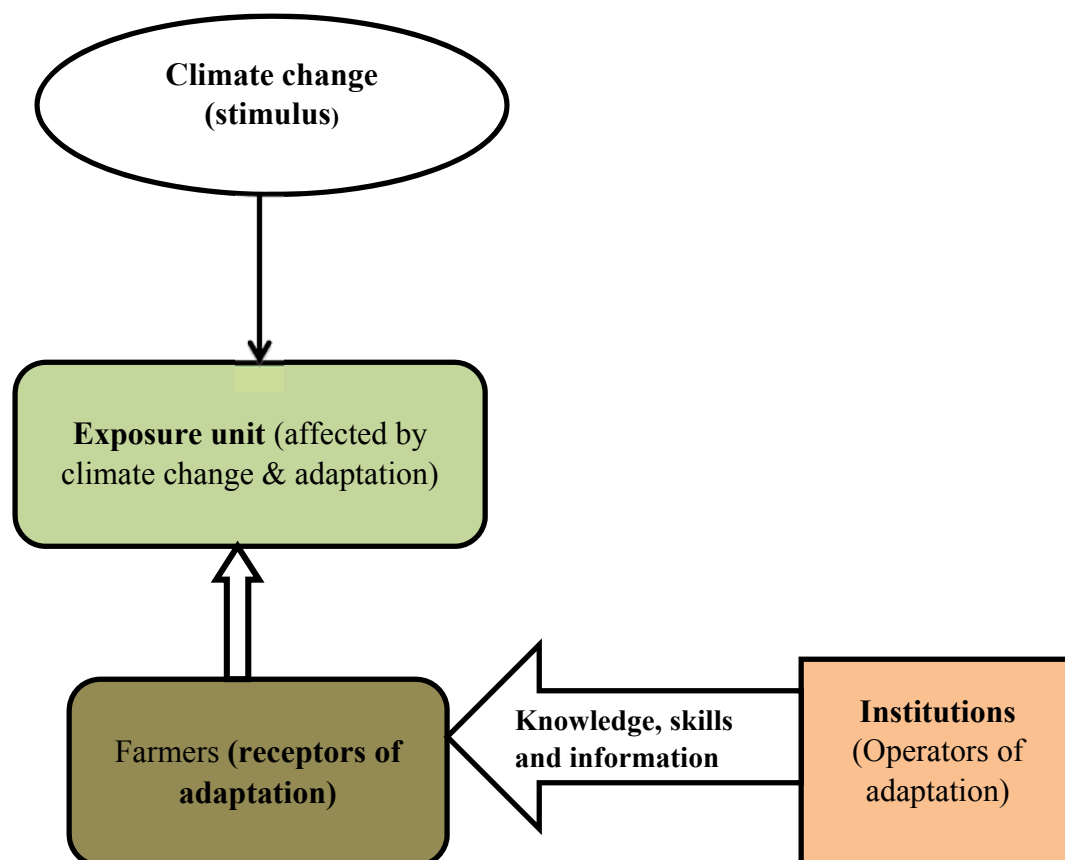 Climate change
(stimulus)
Exposure unit (affected by
climate change & adaptation)
Farmers (receptors of
adaptation)
Knowledge, skills
and information
Institutions
(Operators of
adaptation)